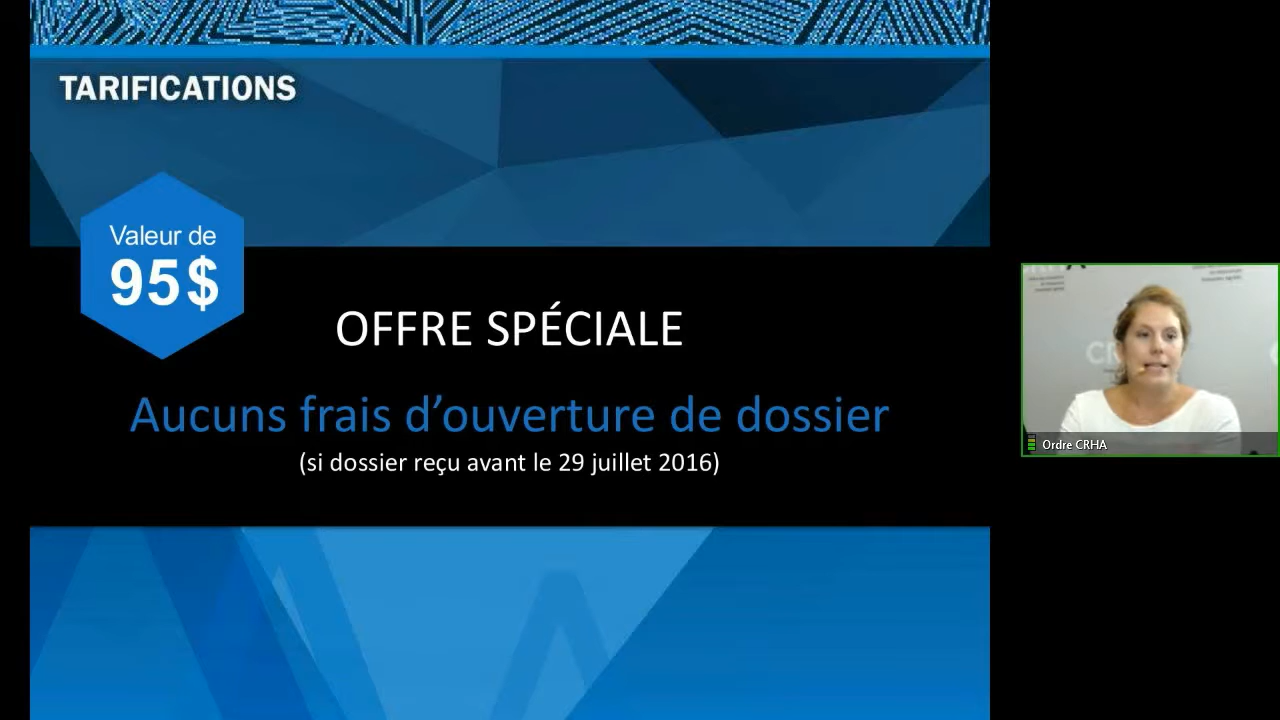 TARIFICATIONS
Valeur de
95$
OFFRE SPÉCIALE
Aucuns frais d’ouverture de dossier
(si dossier reçu avant le 29 juillet 2016)
Ordre CRHA